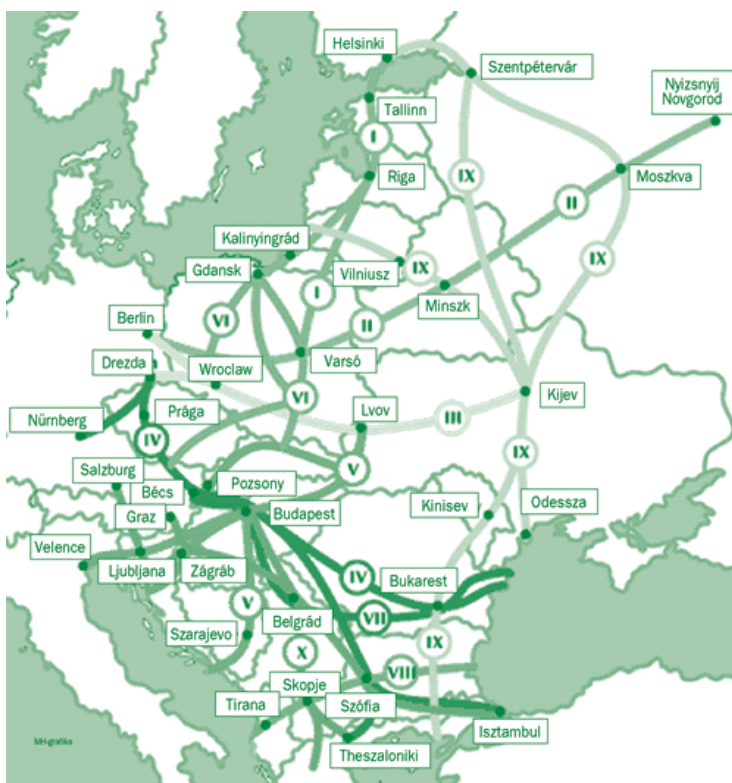 Helsinki
Szentpétervár
Nyizsnyij
Novgorod
Tallinn
I
Riga
IX
Moszkva
II
Kalinyingrád
Vilniusz
IX
IX
Gdansk
I
Minszk
Berlin
VI
II
Drezda
Wroclaw
Varsó
Prága
VI
Lvov
III
Kijev
Nürnberg
IV
Salzburg
V
IX
Bécs
Pozsony
Graz
Budapest
Kinisev
Odessza
Velence
Ljubljana
Zágráb
IV
Bukarest
V
Belgrád
VII
Szarajevo
X
IX
VIII
Skopje
Tirana
Szófia
Isztambul
Theszaloniki
MH-grafika